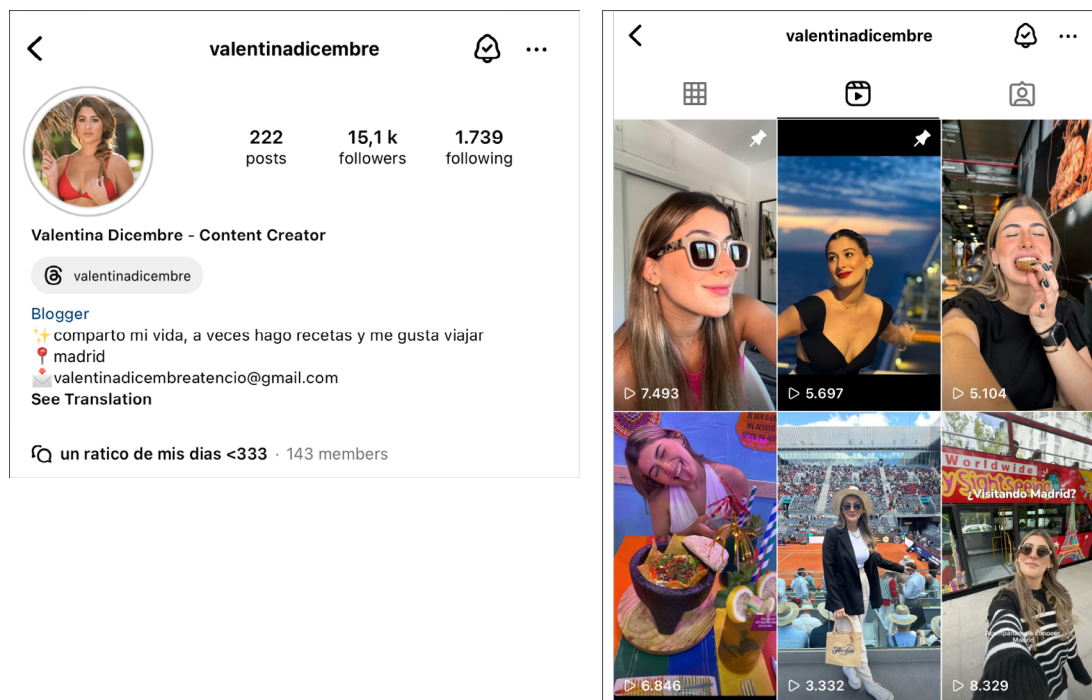 valentinadicembre
222
15,1 k
1.739
posts
followers
following
Valentina Dicembre - Content Creator
valentinadicembre
Blogger
✨comparto mi vida, a veces hago recetas y me gusta viajar
📍madrid
📩valentinadicembreatencio@gmail.com
See Translation
un ratico de mis dias <333 · 143 members
valentinadicembre
7.493
5.697
5.104
Worldwide
¿Visitando Madrid?
6.846
3.332
8.329